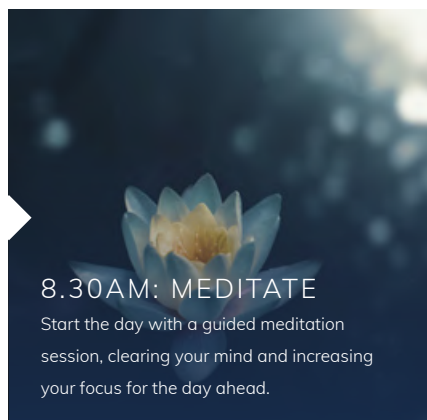 8.30AM: MEDITATE
Start the day with a guided meditation
session, clearing your mind and increasing
your focus for the day ahead.